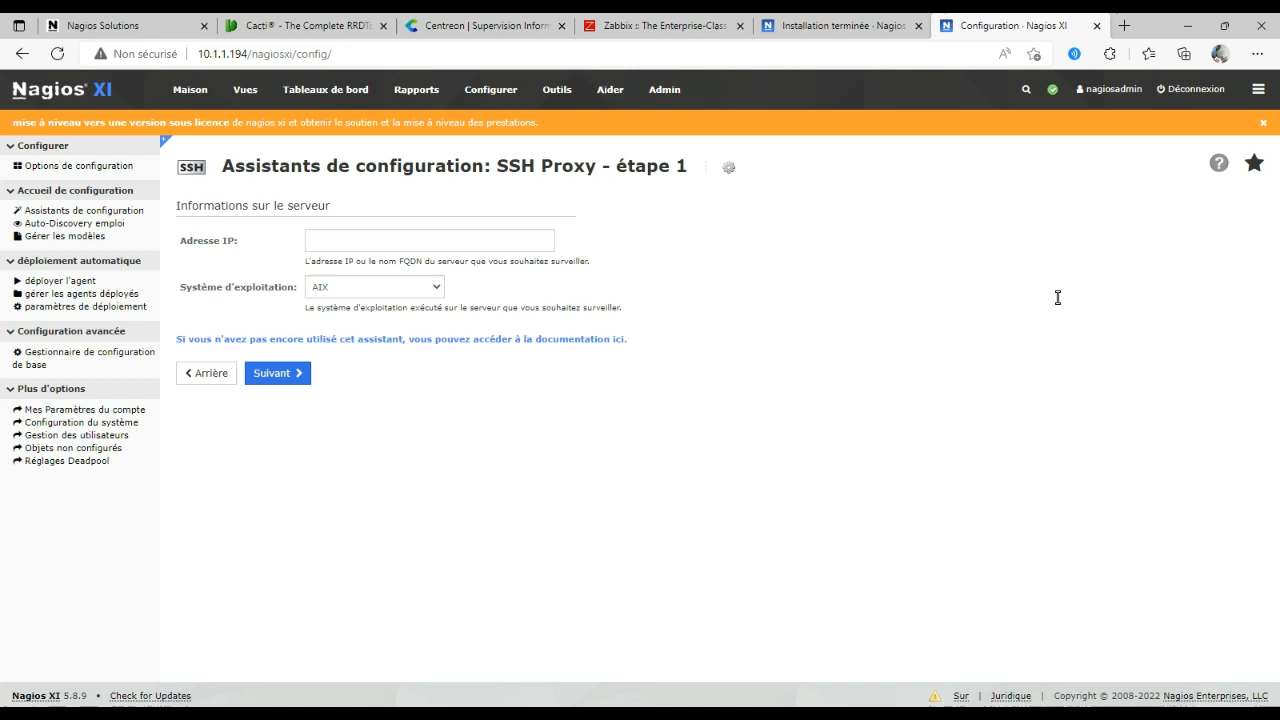 Nagios Solutions
Cacti® - The Complete RRDTo
Centreon | Supervision Inform
Zabbix :: The Enterprise-Class
Installation terminée - Nagios
Configuration - Nagios XI
Non sécurisé
10.1.1.194/nagiosxi/config/
Nagios® XI
Maison
Vues
Tableaux de bord
Rapports
Configurer
Outils
Aider
Admin
nagiosadmin
Déconnexion
mise à niveau vers une version sous licence de nagios xi et obtenir le soutien et la mise à niveau des prestations.
Configurer
Options de configuration
Accueil de configuration
Assistants de configuration
Auto-Discovery emploi
Gérer les modèles
déploiement automatique
déployer l'agent
gérer les agents déployés
paramètres de déploiement
Configuration avancée
Gestionnaire de configuration
de base
Plus d'options
Mes Paramètres du compte
Configuration du système
Gestion des utilisateurs
Objets non configurés
Réglages Deadpool
SSH
Assistants de configuration: SSH Proxy - étape 1
Informations sur le serveur
Adresse IP:
L'adresse IP ou le nom FQDN du serveur que vous souhaitez surveiller.
Système d'exploitation:
AIX
Le système d'exploitation exécuté sur le serveur que vous souhaitez surveiller.
Si vous n'avez pas encore utilisé cet assistant, vous pouvez accéder à la documentation ici.
Arrière
Suivant
Nagios XI 5.8.9 • Check for Updates
Sur | Juridique | Copyright © 2008-2022 Nagios Enterprises, LLC